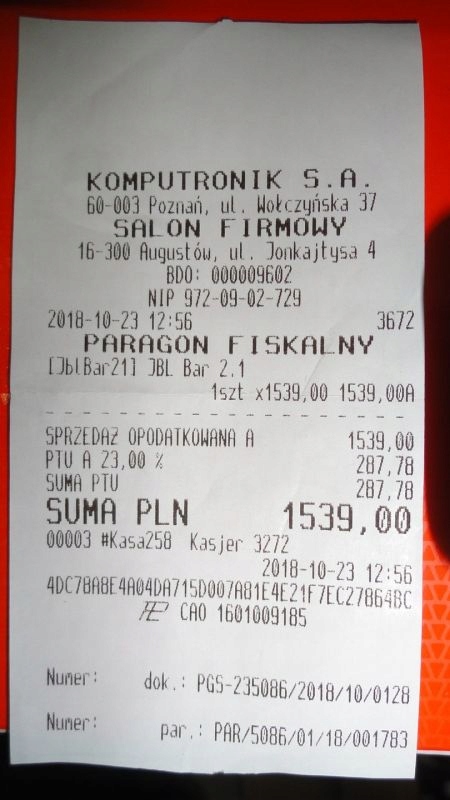 KOMPUTRONIK S.A.
60-003 Poznań, ul. Wołczyńska 37
SALON FIRMOWY
16-300 Augustów, ul. Jonkajtysa 4
BDO: 000009602
NIP 972-09-02-729
2018-10-23 12:56 3672
PARAGON FISKALNY
[JblBar21] JBL Bar 2.1
1szt x1539,00 1539,00A
SPRZEDAŻ OPODATKOWANA A 1539,00
PTU A 23,00 % 287,78
SUMA PTU 287,78
SUMA PLN 1539,00
00003 #Kasa258 Kasjer 3272
2018-10-23 12:56
4DC78A8E4A04DA715D007A81E4E21F7EC27864BC
CAO 1601009185
Numer: dok.: PGS-235086/2018/10/0128
Numer: par.: PAR/5086/01/18/001783